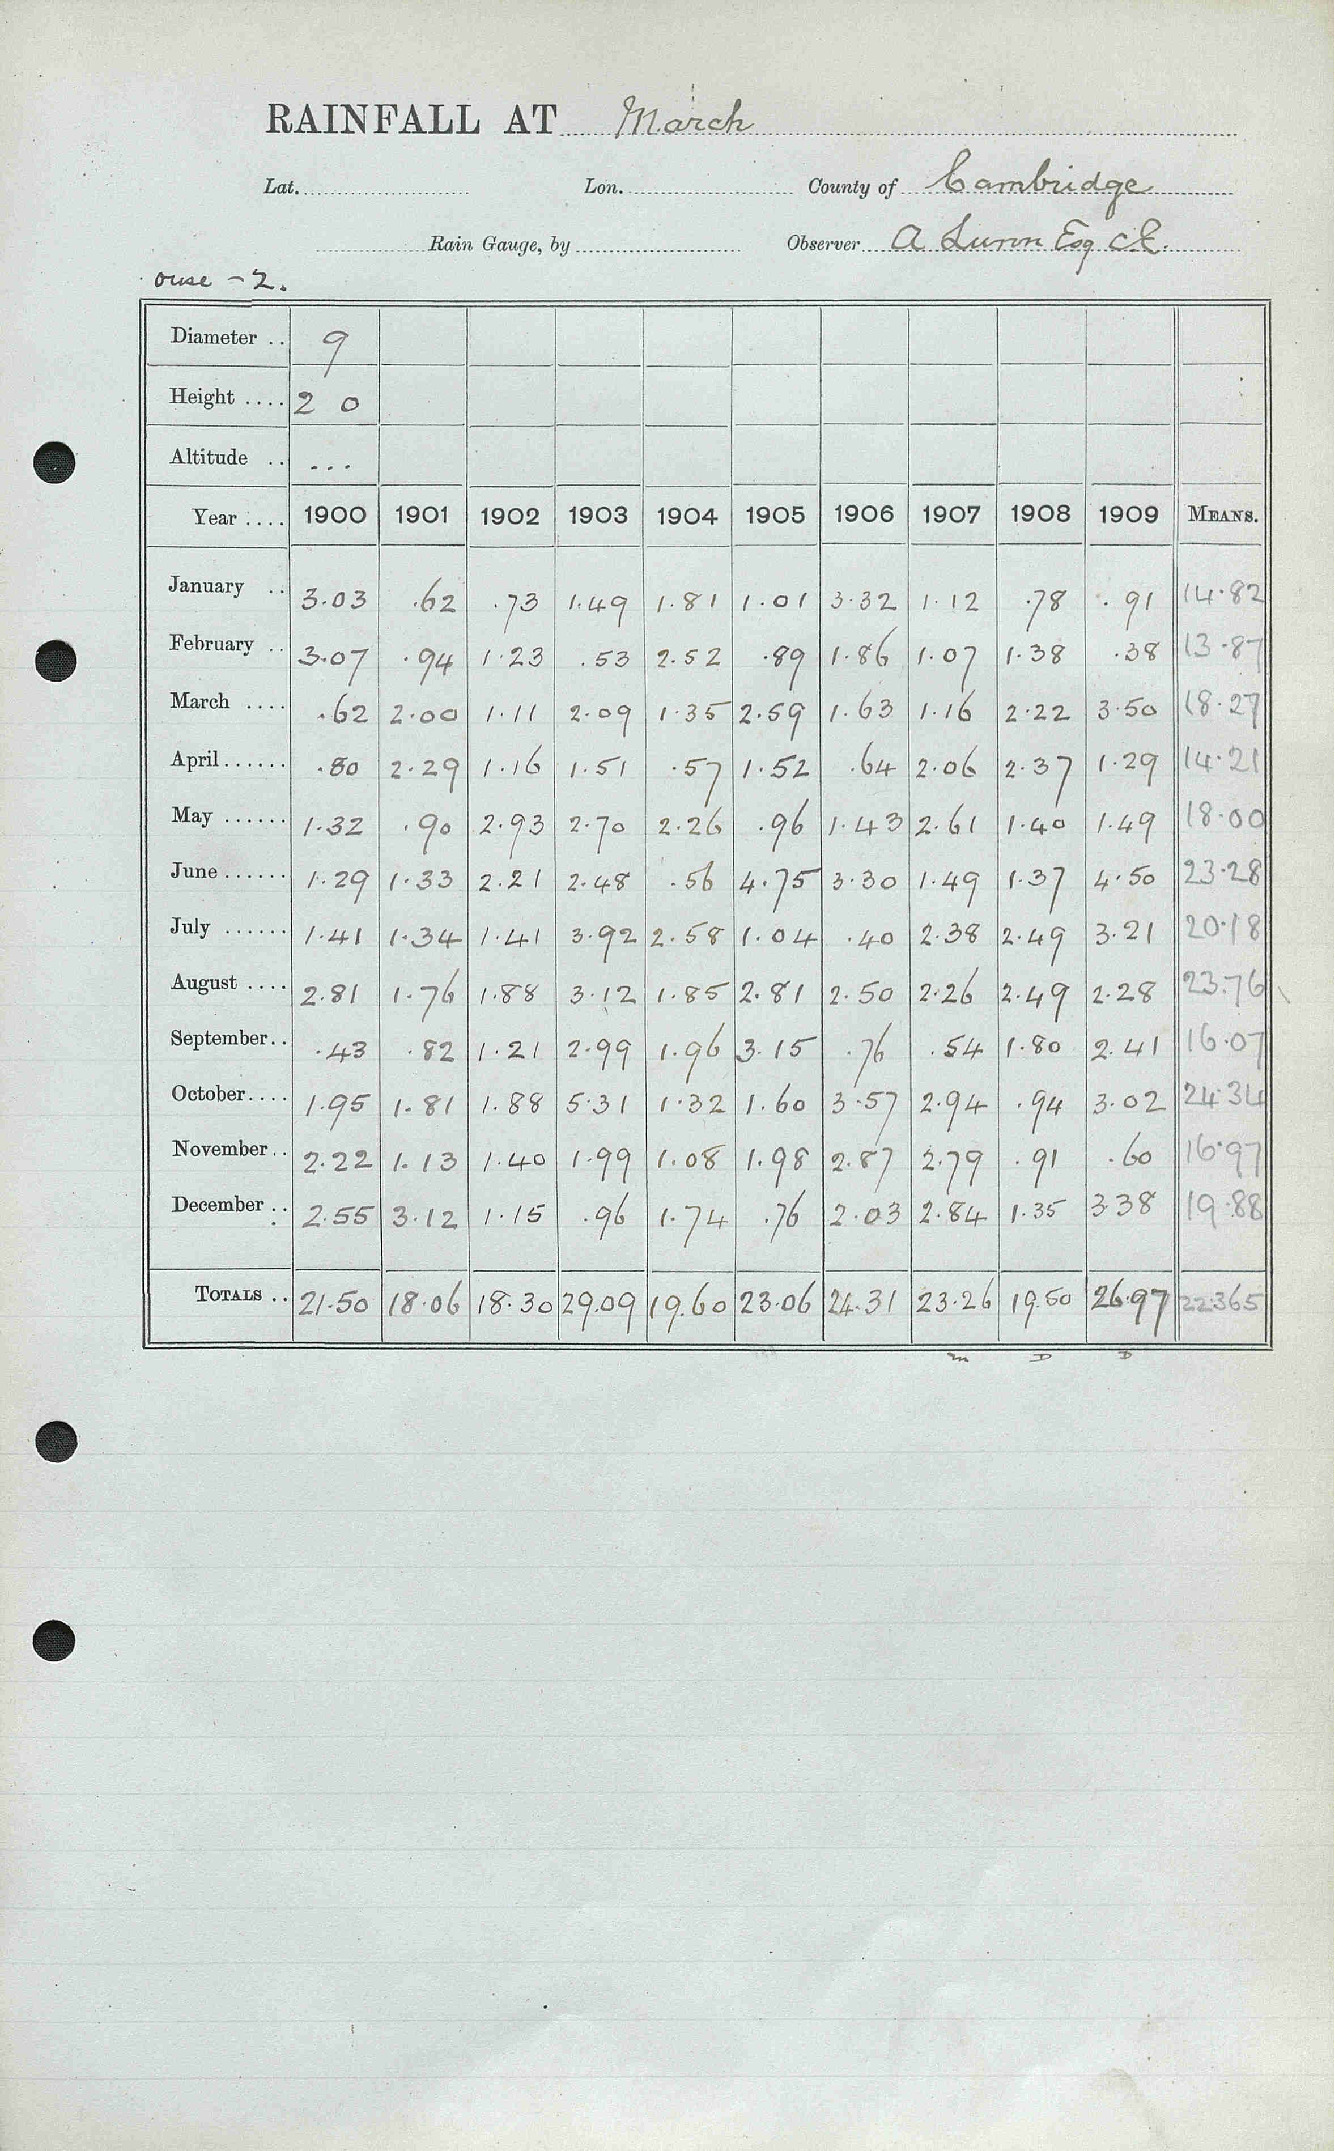 RAINFALL AT March
Lat. Lon. County of Cambridge
Rain Gauge, by Observer A Esq CE.
ouse - 2.
Diameter .. 9
Height .... 2 0
Altitude .. ...
Year .... 1900 1901 1902 1903 1904 1905 1906 1907 1908 1909 MEANS.
January .. 3.03 .62 .73 1.49 1.81 1.01 3.32 1.12 .78 .91 14.82
February .. 3.07 .94 1.23 .53 2.52 .89 1.86 1.07 1.38 .38 13.87
March .... .62 2.00 1.11 2.09 1.35 2.59 1.63 1.16 2.22 3.50 18.27
April...... .80 2.29 1.16 1.51 .57 1.52 .64 2.06 2.37 1.29 14.21
May ...... 1.32 .90 2.93 2.70 2.26 .96 1.43 2.61 1.40 1.49 18.00
June ...... 1.29 1.33 2.21 2.48 .56 4.75 3.30 1.49 1.37 4.50 23.28
July ...... 1.41 1.34 1.41 3.92 2.58 1.04 .40 2.38 2.49 3.21 20.18
August .... 2.81 1.76 1.88 3.12 1.85 2.81 2.50 2.26 2.49 2.28 23.76
September.. .43 .82 1.21 2.99 1.96 3.15 .76 .54 1.80 2.41 16.07
October.... 1.95 1.81 1.88 5.31 1.32 1.60 3.57 2.94 .94 3.02 24.34
November.. 2.22 1.13 1.40 1.99 1.08 1.98 2.87 2.79 .91 .60 16.97
December .. 2.55 3.12 1.15 .96 1.74 .76 2.03 2.84 1.35 3.38 19.88
TOTALS .. 21.50 18.06 18.30 29.09 19.60 23.06 24.31 23.26 19.50 26.97 22.365